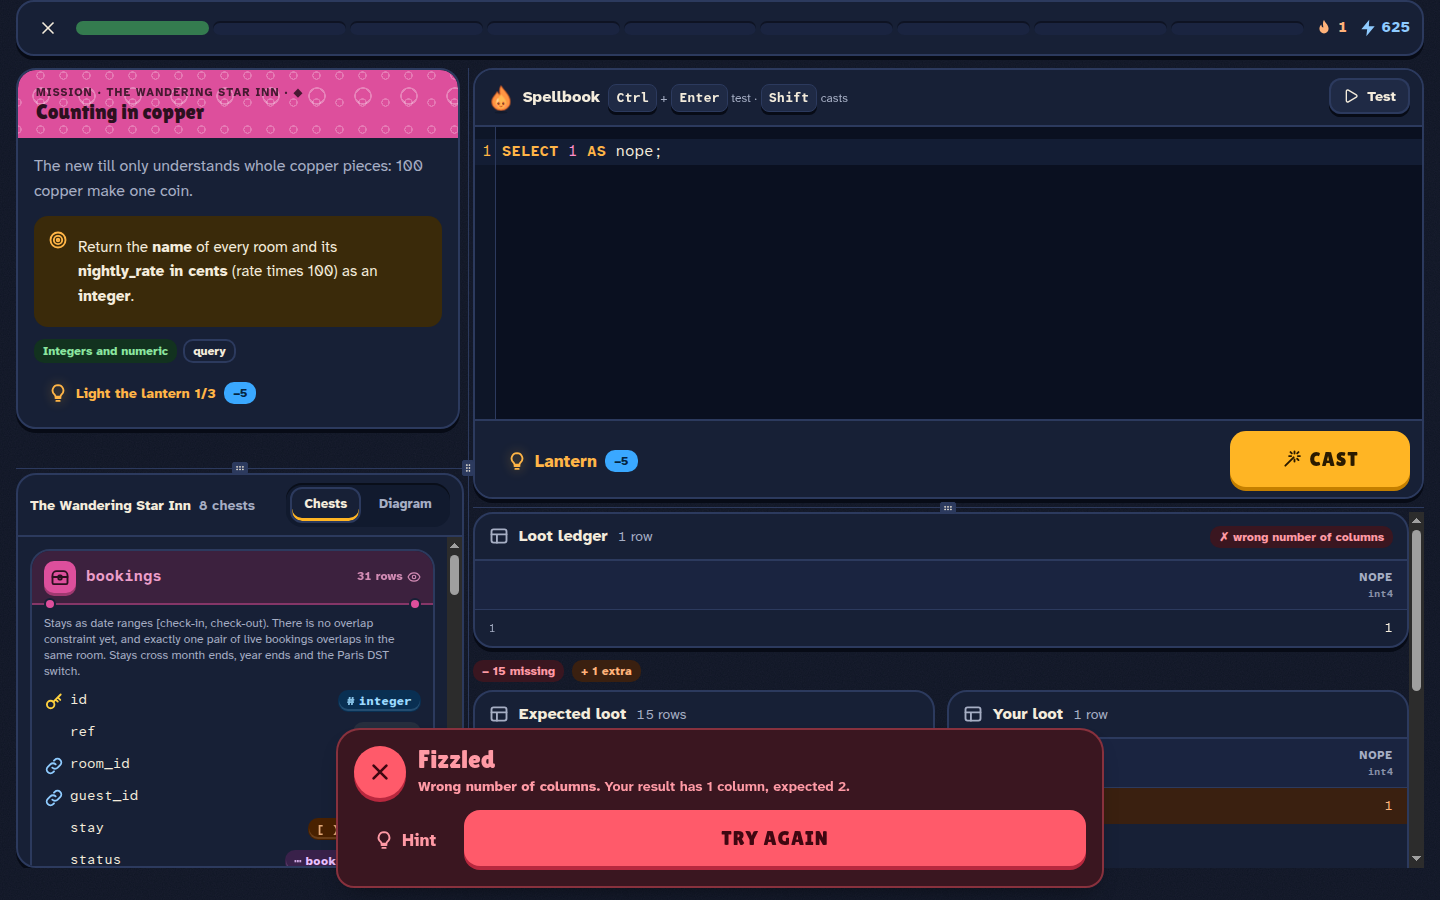 1
625
MISSION · THE WANDERING STAR INN · ◆
Counting in copper
The new till only understands whole copper pieces: 100
copper make one coin.
Return the name of every room and its
nightly_rate in cents (rate times 100) as an
integer.
Integers and numeric
query
Light the lantern 1/3
−5
Spellbook
Ctrl + Enter test · Shift casts
Test
1 SELECT 1 AS nope;
Lantern
−5
CAST
The Wandering Star Inn 8 chests
Chests
Diagram
bookings
31 rows
Stays as date ranges [check-in, check-out). There is no overlap
constraint yet, and exactly one pair of live bookings overlaps in the
same room. Stays cross month ends, year ends and the Paris DST
switch.
id
# integer
ref
room_id
guest_id
stay
status
book
Loot ledger 1 row
✗ wrong number of columns
NOPE
int4
1
1
− 15 missing
+ 1 extra
Expected loot 15 rows
Your loot 1 row
NOPE
int4
1
Fizzled
Wrong number of columns. Your result has 1 column, expected 2.
Hint
TRY AGAIN